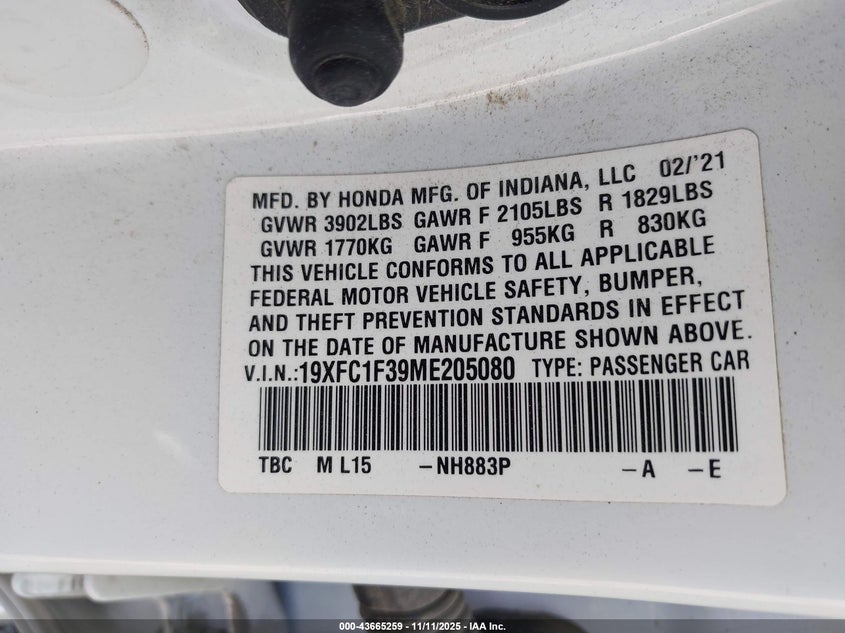 MFD. BY HONDA MFG. OF INDIANA, LLC 02/'21
GVWR 3902LBS GAWR F 2105LBS R 1829LBS
GVWR 1770KG GAWR F 955KG R 830KG
THIS VEHICLE CONFORMS TO ALL APPLICABLE
FEDERAL MOTOR VEHICLE SAFETY, BUMPER,
AND THEFT PREVENTION STANDARDS IN EFFECT
ON THE DATE OF MANUFACTURE SHOWN ABOVE.
V.I.N.:19XFC1F39ME205080 TYPE: PASSENGER CAR
TBC M L15 -NH883P -A -E
000-43665259 - 11/11/2025 - IAA Inc.